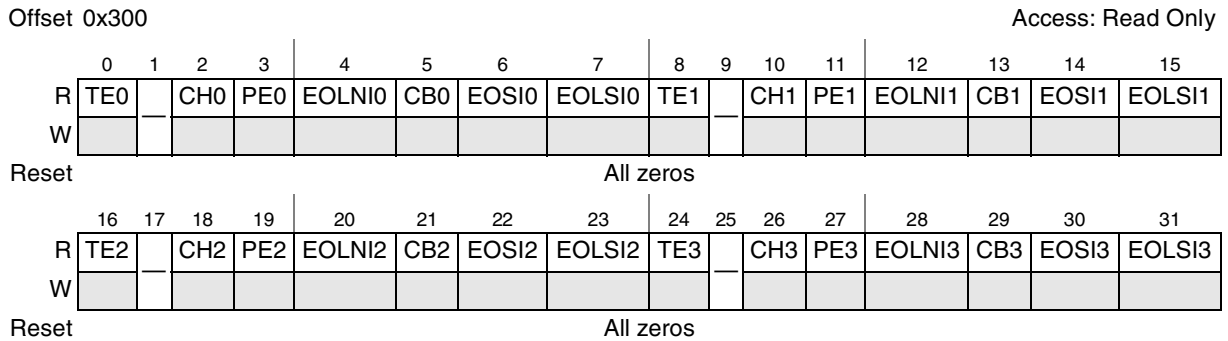 Offset 0x300 Access: Read Only
0 1 2 3 4 5 6 7 8 9 10 11 12 13 14 15
R TE0 — CH0 PE0 EOLNI0 CB0 EOSI0 EOLSI0 TE1 — CH1 PE1 EOLNI1 CB1 EOSI1 EOLSI1
W
Reset All zeros
16 17 18 19 20 21 22 23 24 25 26 27 28 29 30 31
R TE2 — CH2 PE2 EOLNI2 CB2 EOSI2 EOLSI2 TE3 — CH3 PE3 EOLNI3 CB3 EOSI3 EOLSI3
W
Reset All zeros